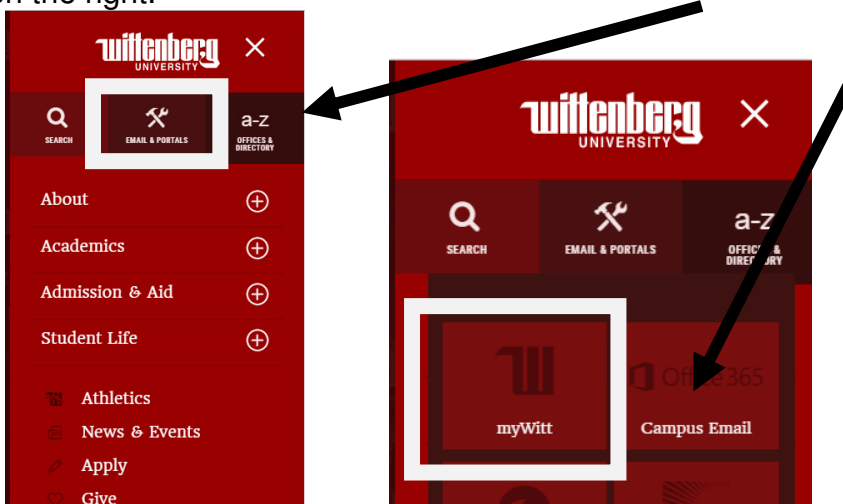 on the right.
wittenberg
UNIVERSITY
SEARCH
EMAIL & PORTALS
a-z
OFFICES &
DIRECTORY
About
Academics
Admission & Aid
Student Life
Athletics
News & Events
Apply
Give
wittenberg
UNIVERSITY
SEARCH
EMAIL & PORTALS
a-z
OFFICES &
DIRECTORY
myWitt
Office 365
Campus Email